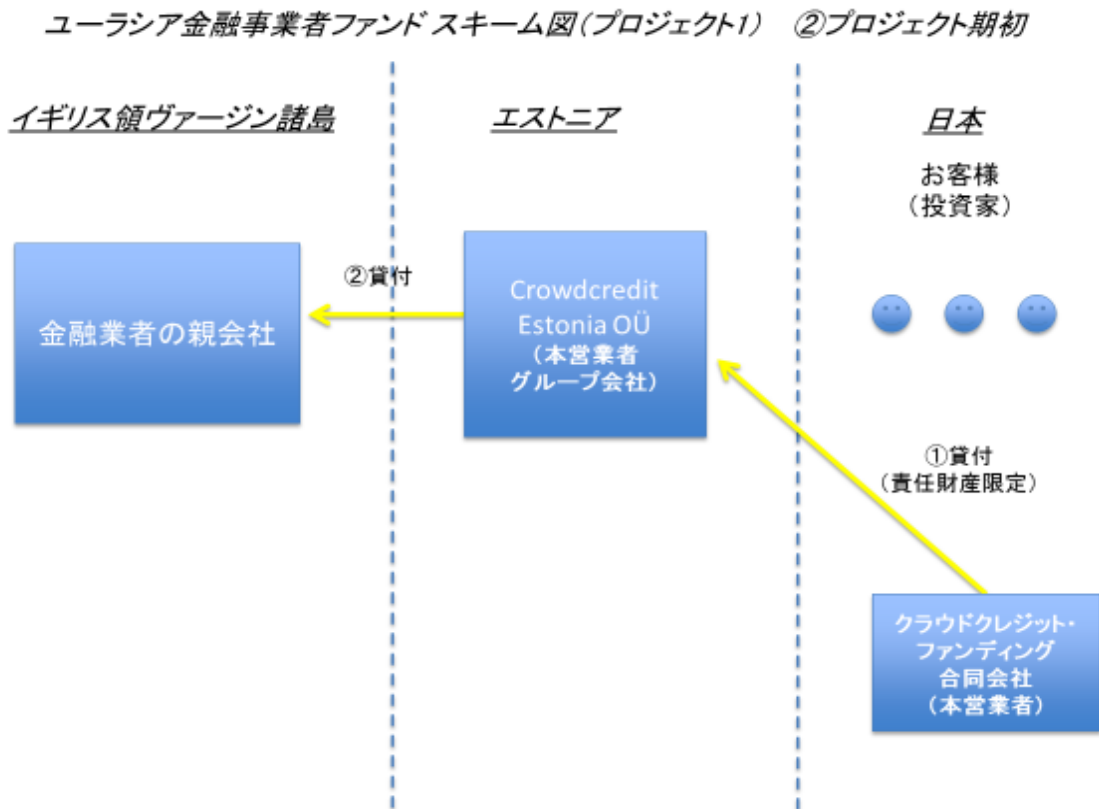 ユーラシア金融事業者ファンド スキーム図（プロジェクト1） ②プロジェクト期初
イギリス領ヴァージン諸島
エストニア
日本
お客様
（投資家）
②貸付
金融業者の親会社
Crowdcredit
Estonia OÜ
（本営業者
グループ会社）
①貸付
（責任財産限定）
クラウドクレジット・
ファンディング
合同会社
（本営業者）